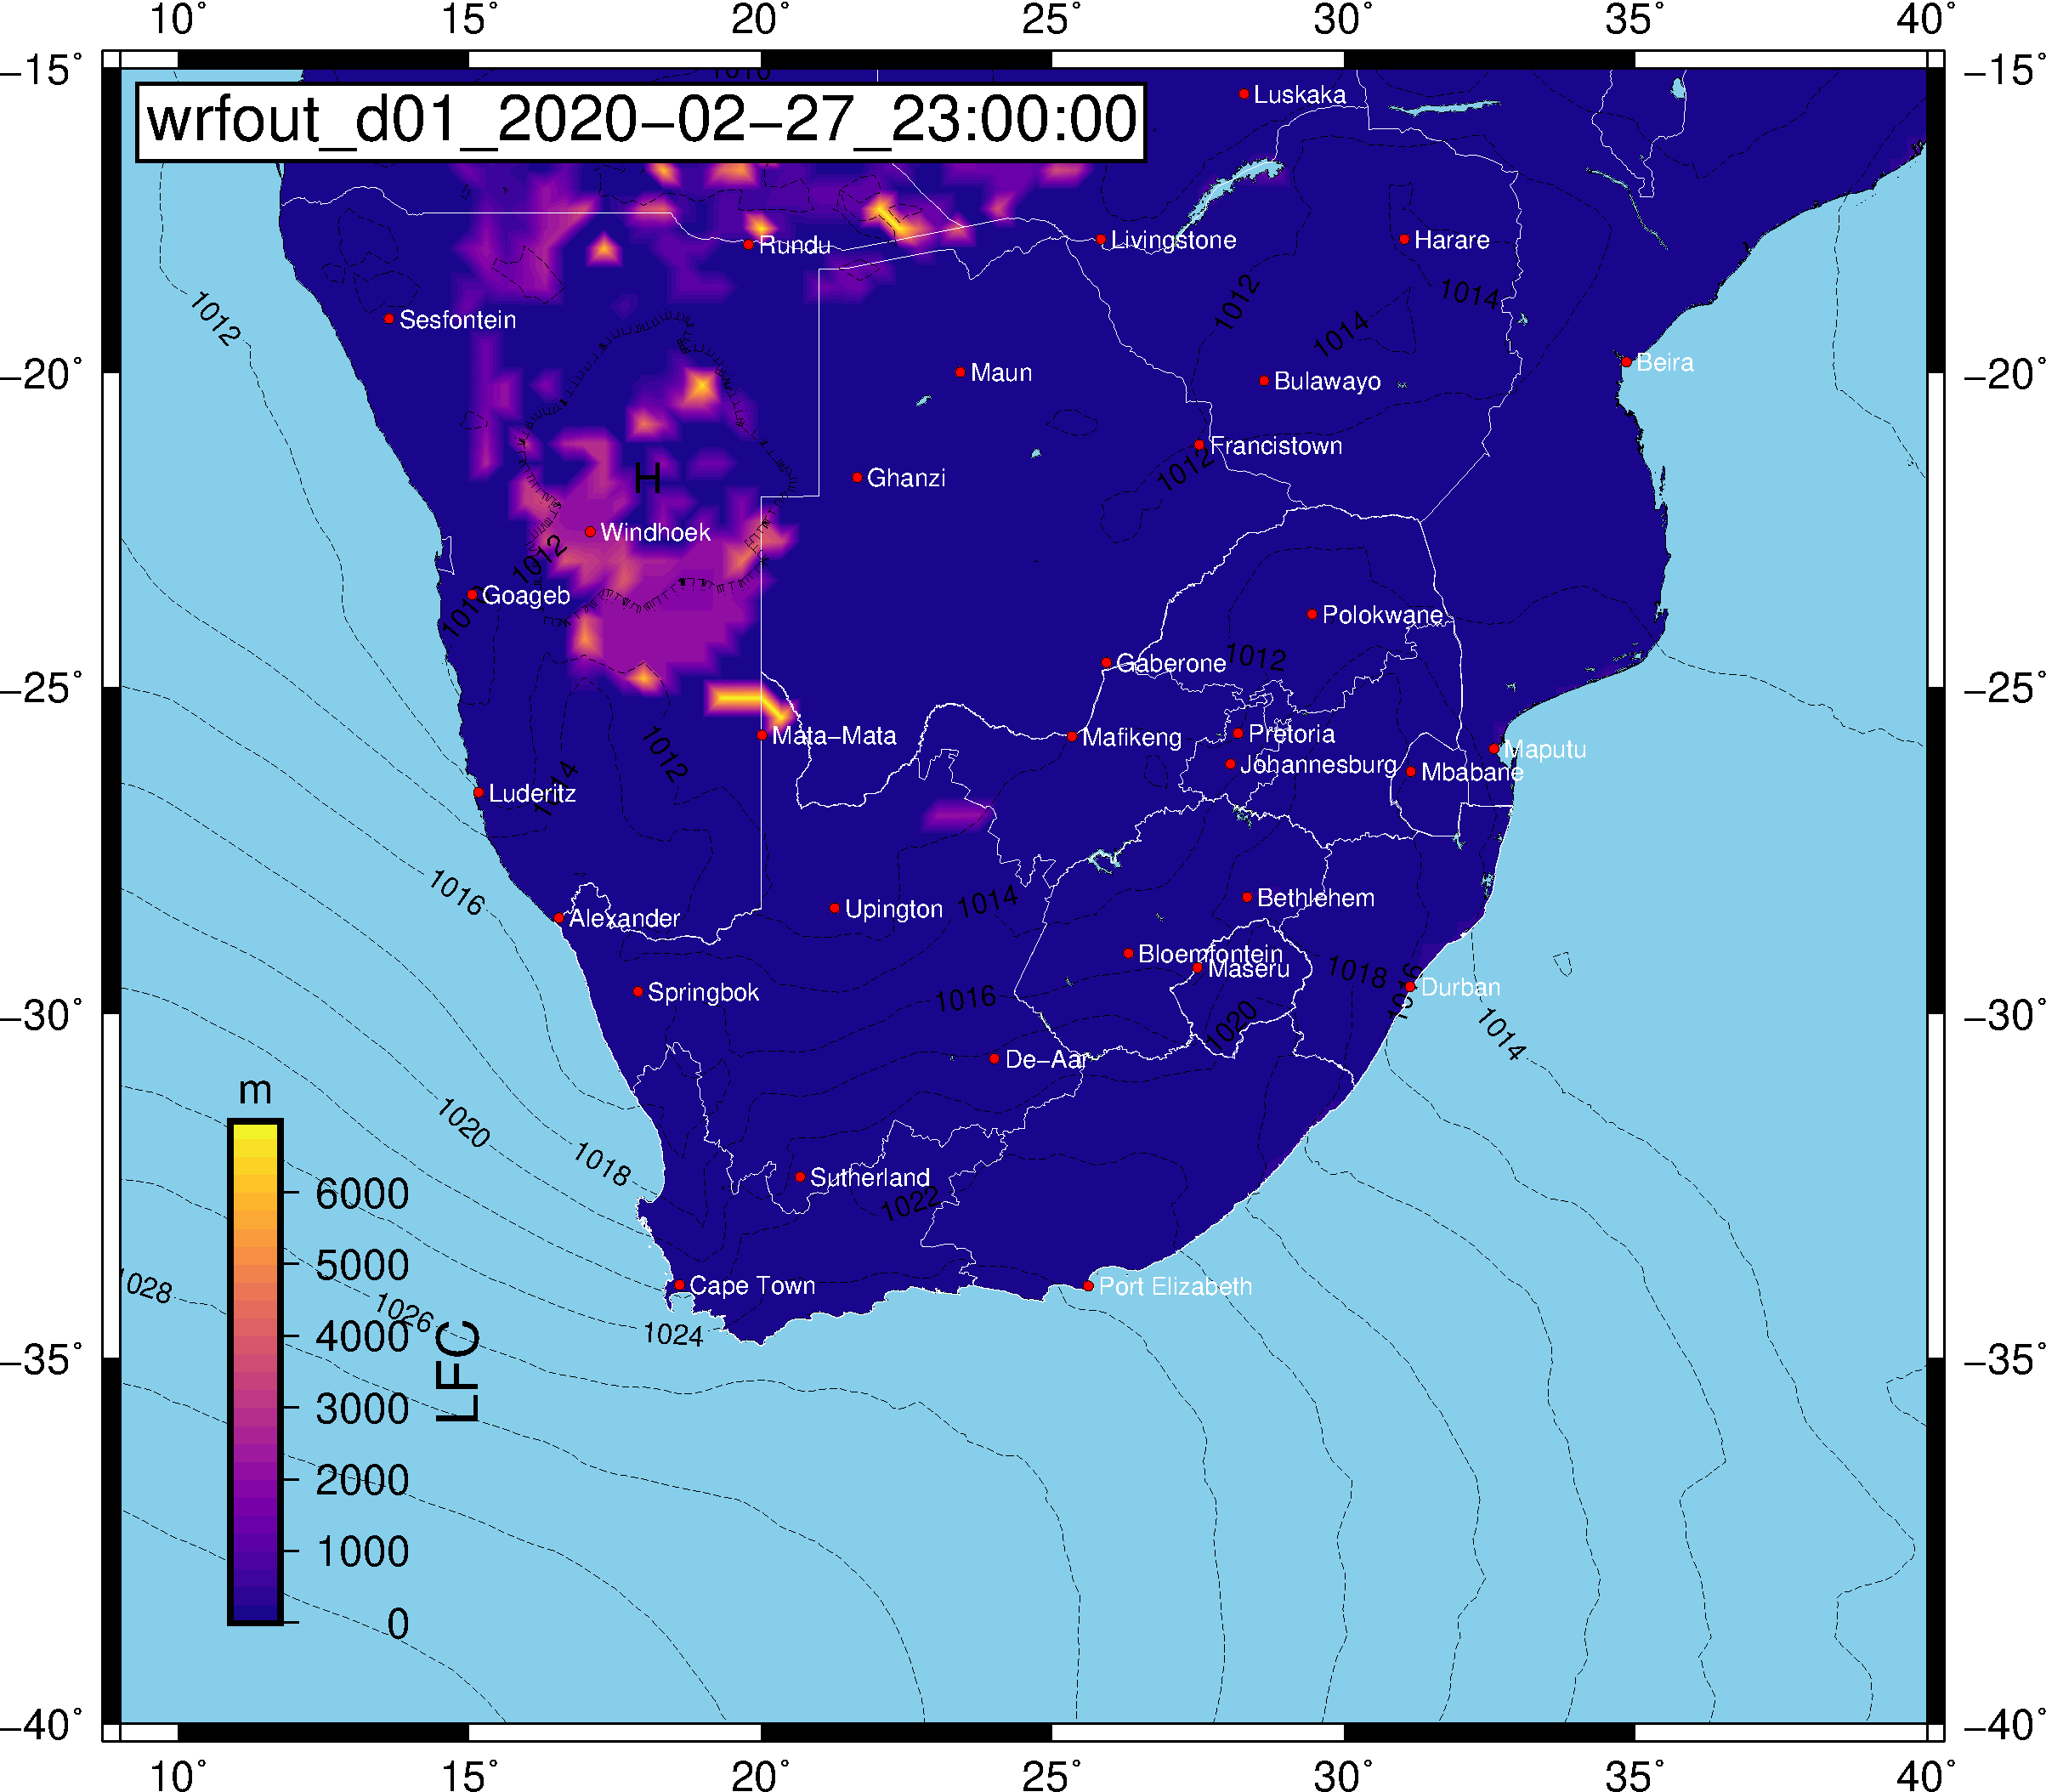 10° 15° 20° 25° 30° 35° 40°
−15° −15°
1010
wrfout_d01_2020−02−27_23:00:00
Luskaka
Rundu
Livingstone
Harare
1012
1012
1014
Sesfontein
1014
−20° −20°
Maun
Bulawayo
Beira
Francistown
1012
H
Ghanzi
Windhoek
1012
Goageb
Polokwane
1012
Gaberone
−25° −25°
Mata−Mata
Mafikeng
Pretoria
Maputu
1012
Johannesburg
Mbabane
1014
Luderitz
1016
Bethlehem
1014
Upington
Alexander
Bloemfontein
Maseru
1018
1016
Durban
Springbok
1016
−30° −30°
1020
1014
De−Aar
m
1020
1018
Sutherland
1022
6000
5000
4000
3000
2000
1000
0
LFC
Cape Town
Port Elizabeth
1028
1026
1024
−35° −35°
−40° −40°
10° 15° 20° 25° 30° 35° 40°